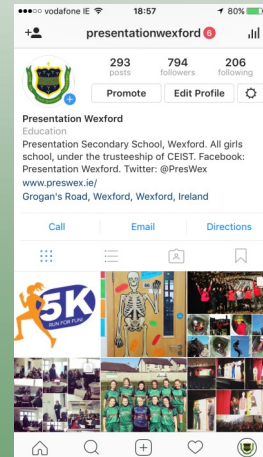 vodafone IE 18:57 80%
presentationwexford 6
293 794 206
posts followers following
Promote Edit Profile
Presentation Wexford
Education
Presentation Secondary School, Wexford. All girls
school, under the trusteeship of CEIST. Facebook:
Presentation Wexford. Twitter: @PresWex
www.preswex.ie/
Grogan's Road, Wexford, Wexford, Ireland
Call Email Directions
5K
RUN FOR FUN!